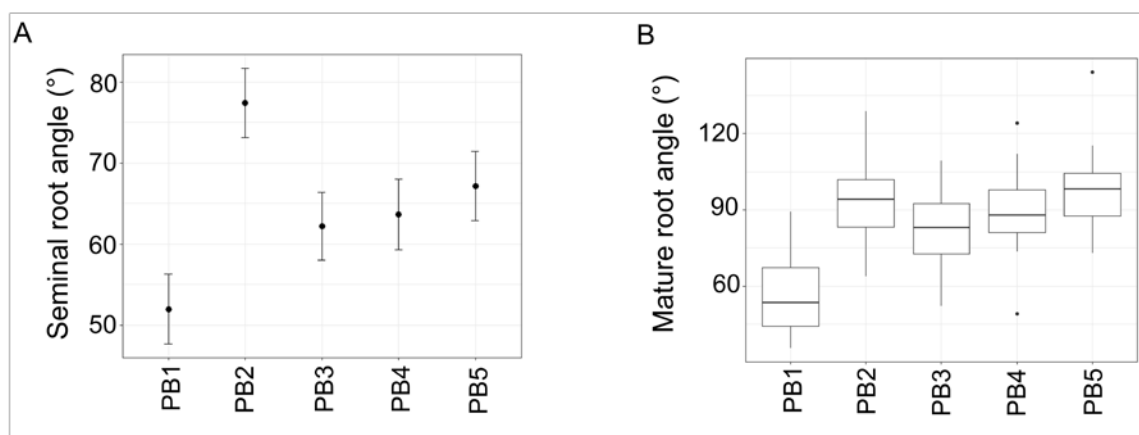 A
Seminal root angle (°)
80
70
60
50
PB1
PB2
PB3
PB4
PB5
B
Mature root angle (°)
120
90
60
PB1
PB2
PB3
PB4
PB5